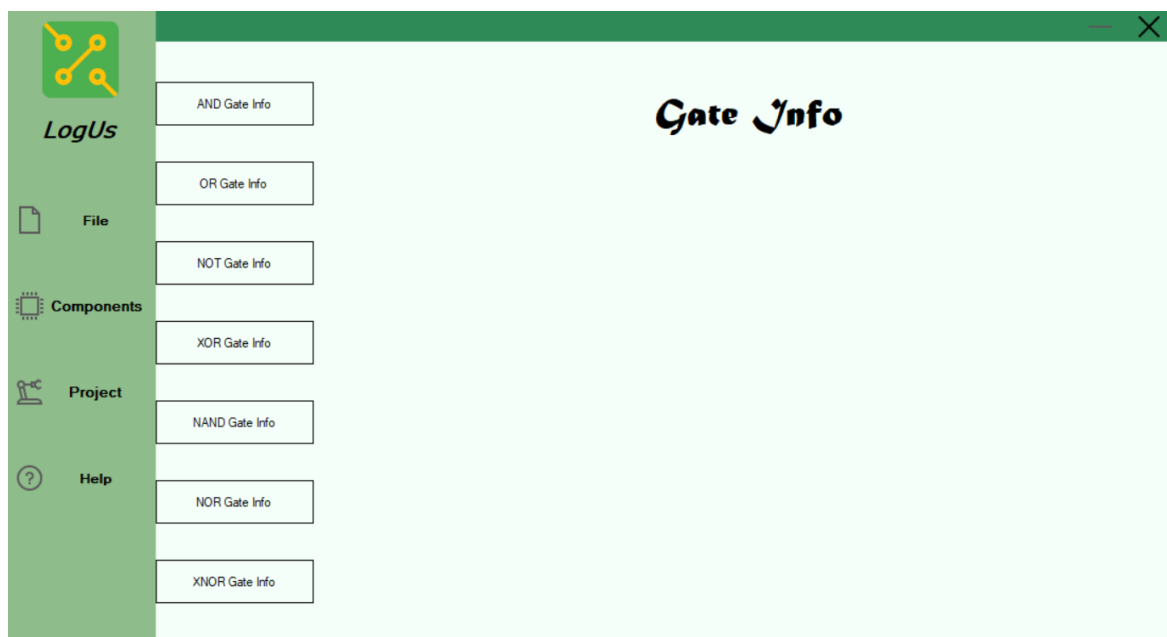 LogUs
File
Components
Project
Help
AND Gate Info
OR Gate Info
NOT Gate Info
XOR Gate Info
NAND Gate Info
NOR Gate Info
XNOR Gate Info
Gate Info